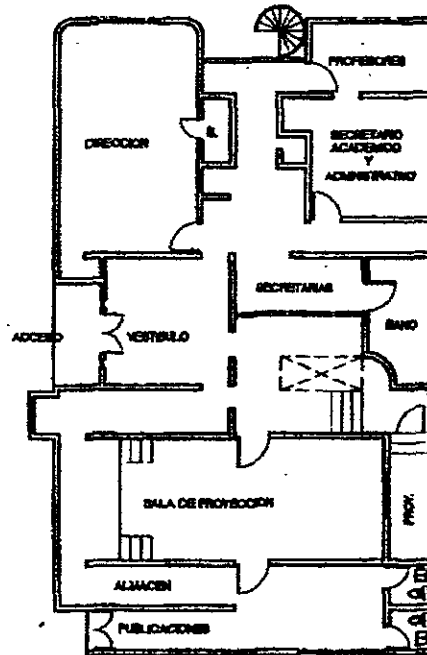 PROFESORES
DIRECCION
SECRETARIO
ACADEMICO
Y
ADMINISTRATIVO
SECRETARIAS
ACCESO
VESTIBULO
BANO
SALA DE PROYECCION
PROY.
ALMACEN
PUBLICACIONES